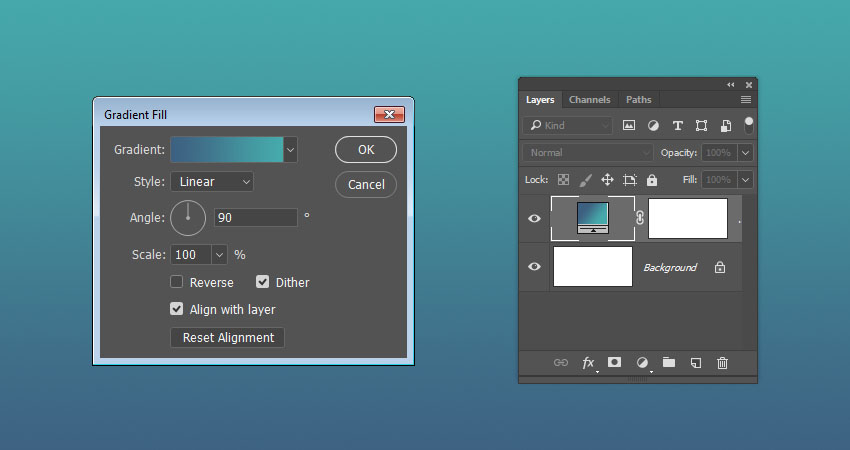 Gradient Fill
Gradient:
OK
Style: Linear
Cancel
Angle: 90 °
Scale: 100 %
Reverse Dither
Align with layer
Reset Alignment
Layers Channels Paths
Kind
Normal Opacity: 100%
Lock: Fill: 100%
Background
fx